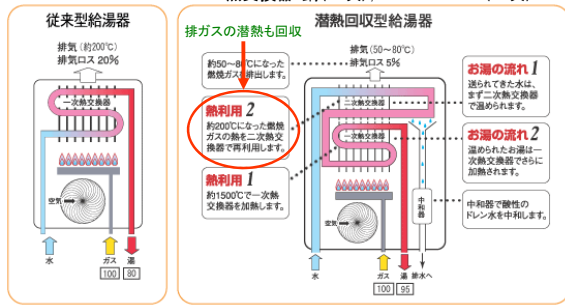 従来型給湯器
排気（約200℃）
排気ロス 20％
一次熱交換器
空気
水
ガス
湯
100
80
排ガスの潜熱も回収
潜熱回収型給湯器
排気（50～80℃）
排気ロス 5％
約50～80℃になった
燃焼ガスを排出します。
熱利用 2
約200℃になった燃焼
ガスの熱を二次熱交
換器で再利用します。
熱利用 1
約1500℃で一次熱
交換器を加熱します。
二次熱交換器
一次熱交換器
空気
中和器
水
ガス
湯
排水へ
100
95
お湯の流れ 1
送られてきた水は、
まず二次熱交換器
で温められます。
お湯の流れ 2
温められたお湯は一
次熱交換器でさらに
加熱されます。
中和器で酸性の
ドレン水を中和します。